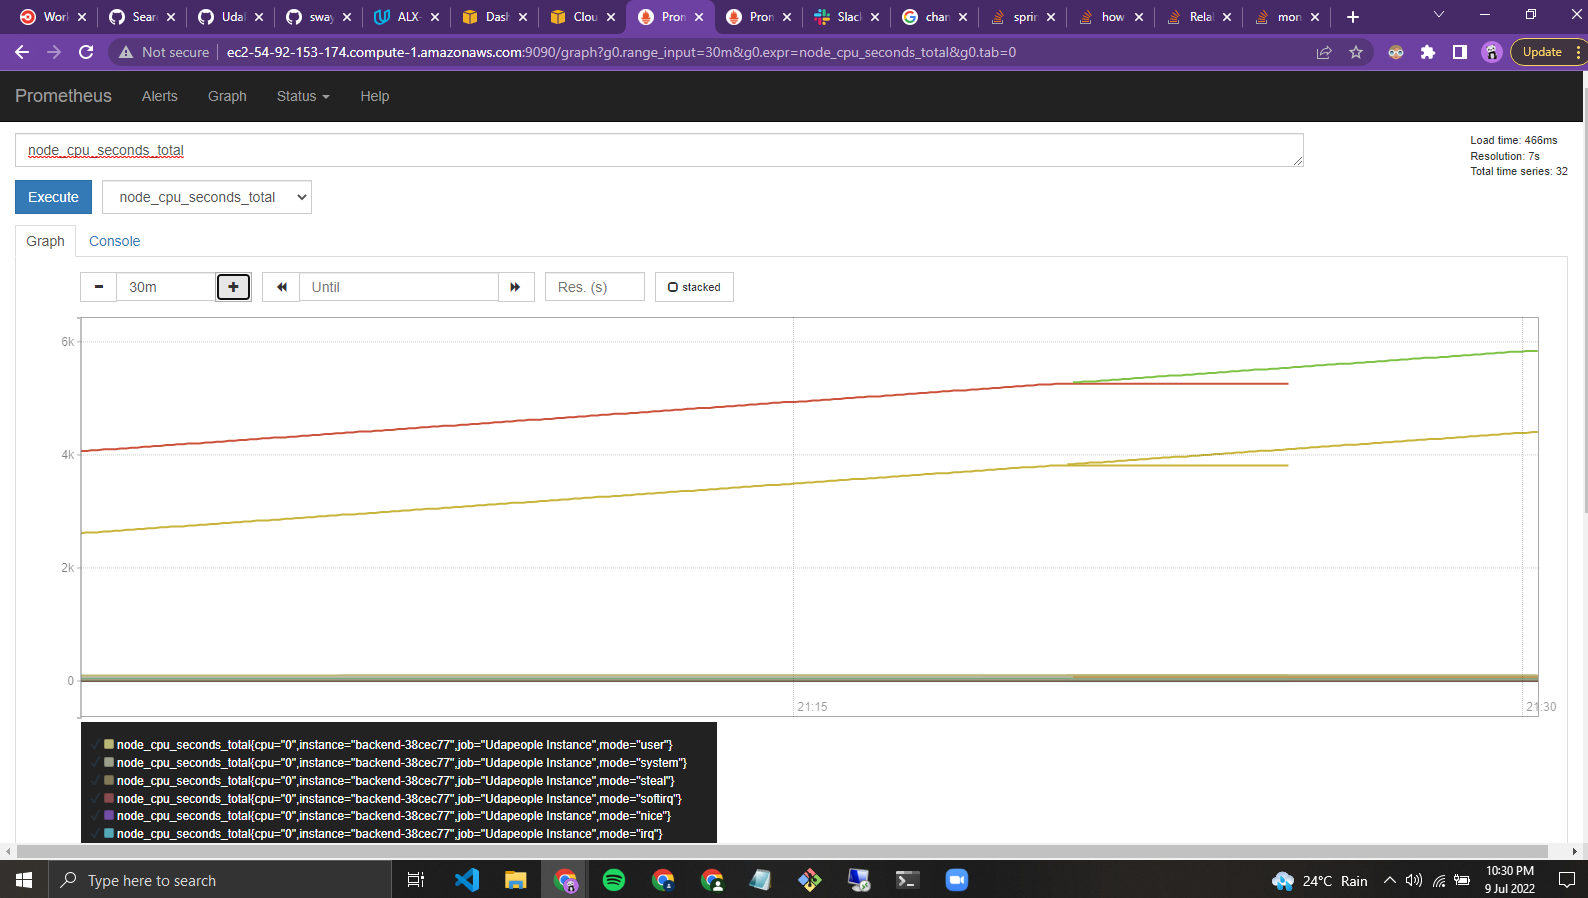 Work
Sear
Uda
sway
ALX-
Dash
Clou
Pron
Pron
Slac
chan
sprin
how
Rela
mon
Not secure
ec2-54-92-153-174.compute-1.amazonaws.com:9090/graph?g0.range_input=30m&g0.expr=node_cpu_seconds_total&g0.tab=0
Update
Prometheus Alerts Graph Status Help
node_cpu_seconds_total
Load time: 466ms
Resolution: 7s
Total time series: 32
Execute
node_cpu_seconds_total
Graph Console
- 30m +
Until
Res. (s)
stacked
6k
4k
2k
0
21:15
21:30
node_cpu_seconds_total{cpu="0",instance="backend-38cec77",job="Udapeople Instance",mode="user"}
node_cpu_seconds_total{cpu="0",instance="backend-38cec77",job="Udapeople Instance",mode="system"}
node_cpu_seconds_total{cpu="0",instance="backend-38cec77",job="Udapeople Instance",mode="steal"}
node_cpu_seconds_total{cpu="0",instance="backend-38cec77",job="Udapeople Instance",mode="softirq"}
node_cpu_seconds_total{cpu="0",instance="backend-38cec77",job="Udapeople Instance",mode="nice"}
node_cpu_seconds_total{cpu="0",instance="backend-38cec77",job="Udapeople Instance",mode="irq"}
Type here to search
24°C Rain
10:30 PM
9 Jul 2022